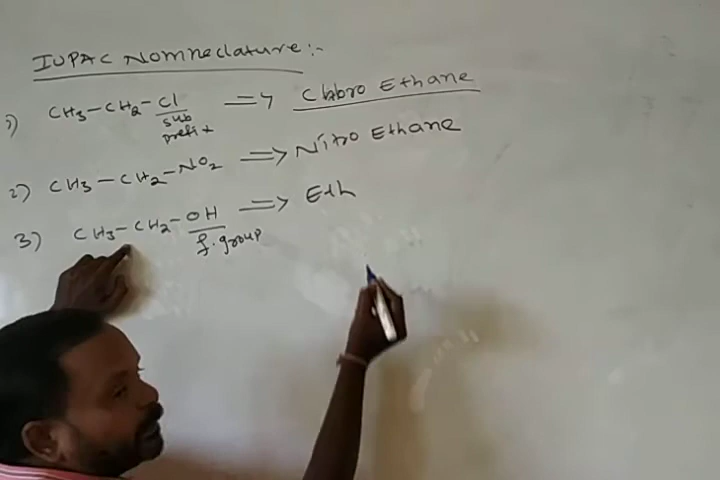 IUPAC Nomneclature:-
1) CH3-CH2-Cl => Chloro Ethane
sub
prefix
2) CH3-CH2-NO2 => Nitro Ethane
3) CH3-CH2-OH => Eth
f.group